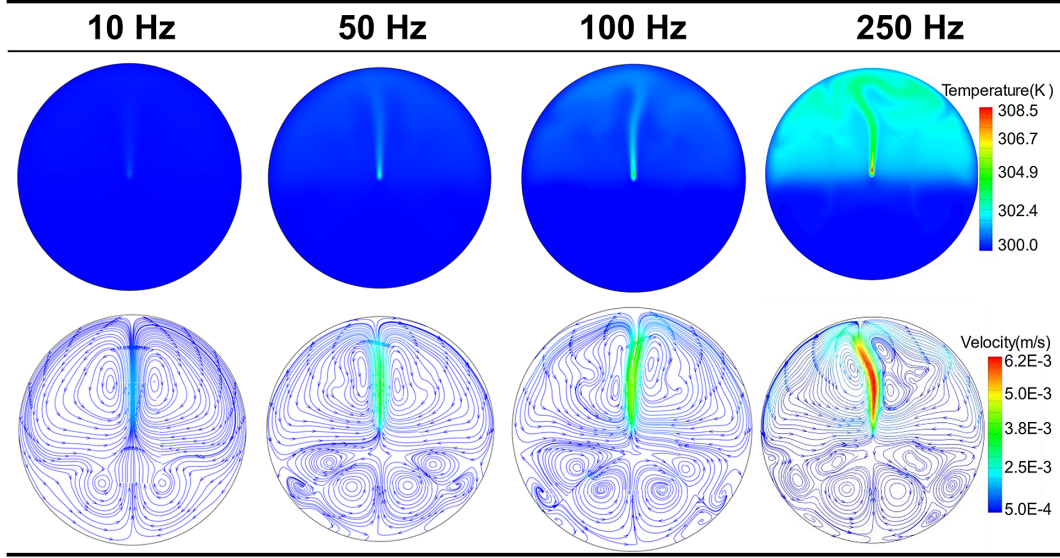 10 Hz 50 Hz 100 Hz 250 Hz
Temperature(K)
308.5
306.7
304.9
302.4
300.0
Velocity(m/s)
6.2E-3
5.0E-3
3.8E-3
2.5E-3
5.0E-4